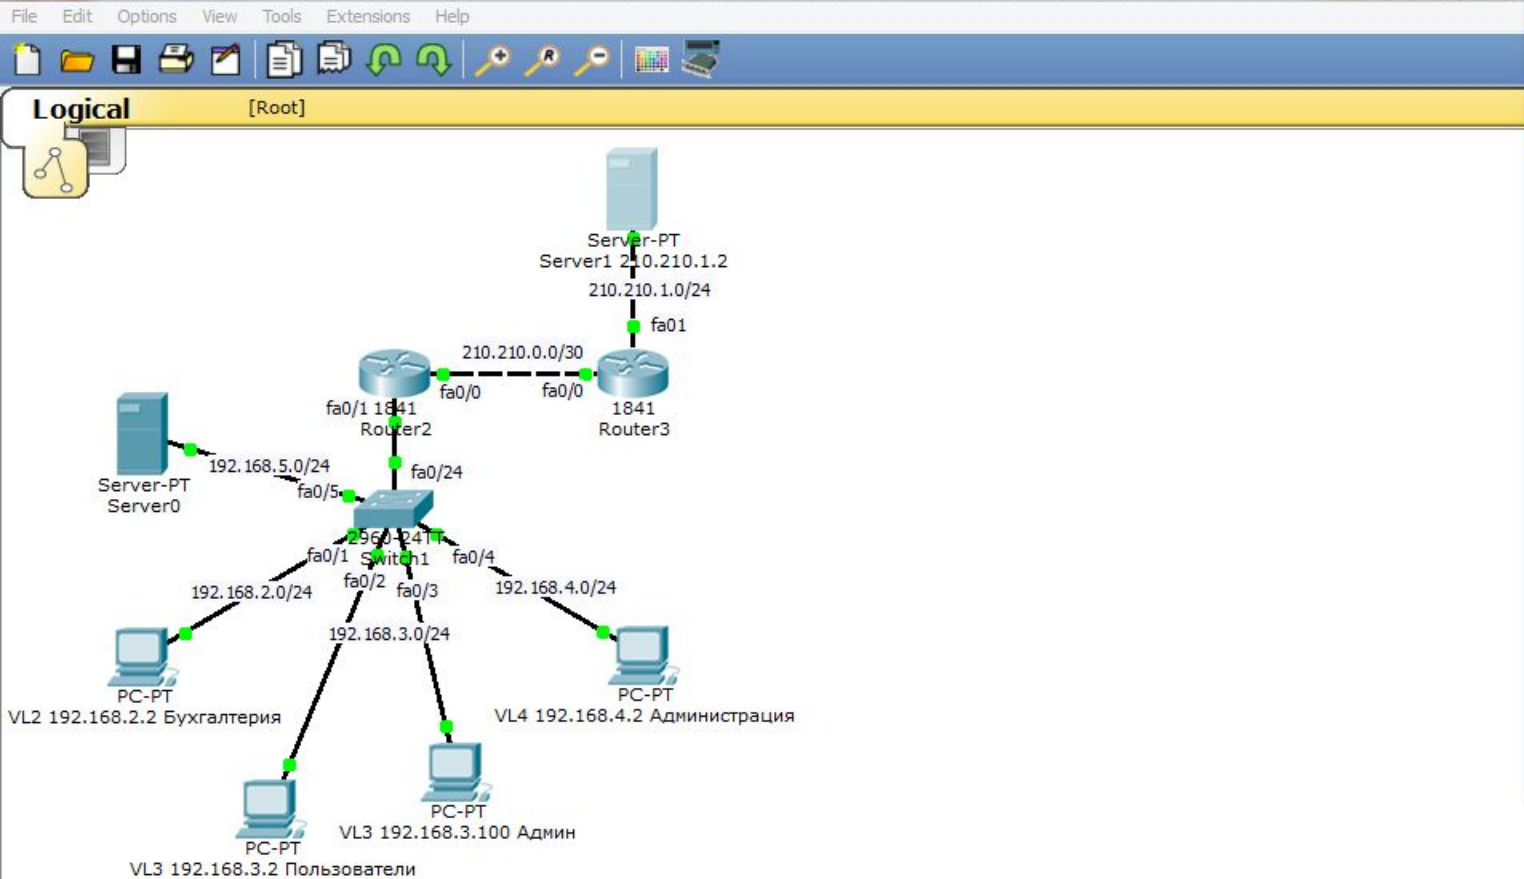 File Edit Options View Tools Extensions Help
Logical [Root]
Server-PT
Server1 210.210.1.2
210.210.1.0/24
fa01
210.210.0.0/30
fa0/0
fa0/0
fa0/1 1841
Router2
1841
Router3
fa0/24
192.168.5.0/24
Server-PT
Server0
fa0/5
2960-24TT
Switch1
fa0/1
fa0/2
fa0/3
fa0/4
192.168.2.0/24
192.168.3.0/24
192.168.4.0/24
PC-PT
VL2 192.168.2.2 Бухгалтерия
PC-PT
VL4 192.168.4.2 Администрация
PC-PT
VL3 192.168.3.100 Админ
PC-PT
VL3 192.168.3.2 Пользователи